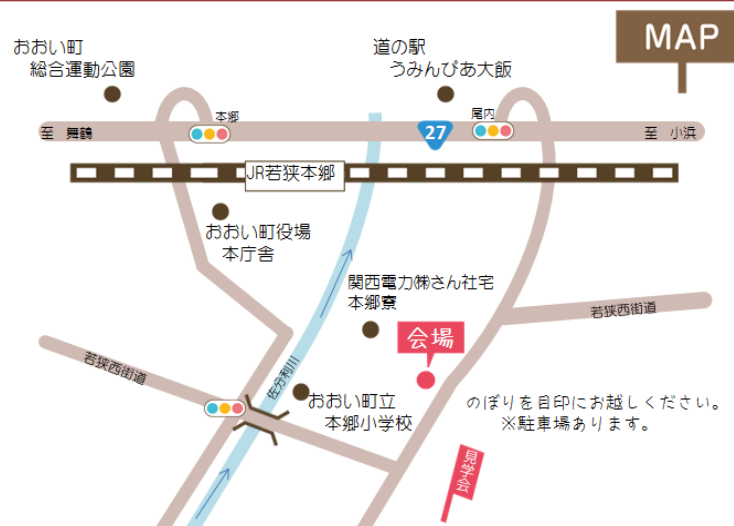 MAP
おおい町
総合運動公園
道の駅
うみんぴあ大飯
本郷
尾内
至 舞鶴
27
至 小浜
JR若狭本郷
おおい町役場
本庁舎
関西電力㈱さん社宅
本郷寮
若狭西街道
会場
若狭西街道
佐分利川
おおい町立
本郷小学校
のぼりを目印にお越しください。
※駐車場あります。
見学会